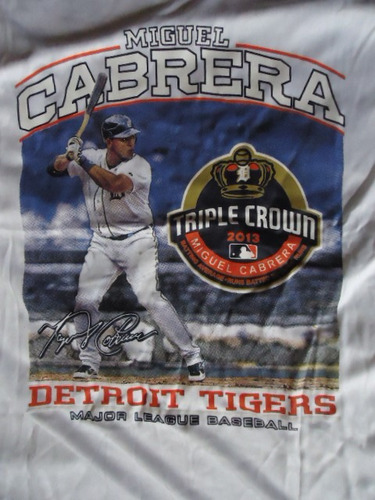 MIGUEL
CABRERA
TRIPLE CROWN
2013
MIGUEL CABRERA
DETROIT TIGERS
MAJOR LEAGUE BASEBALL